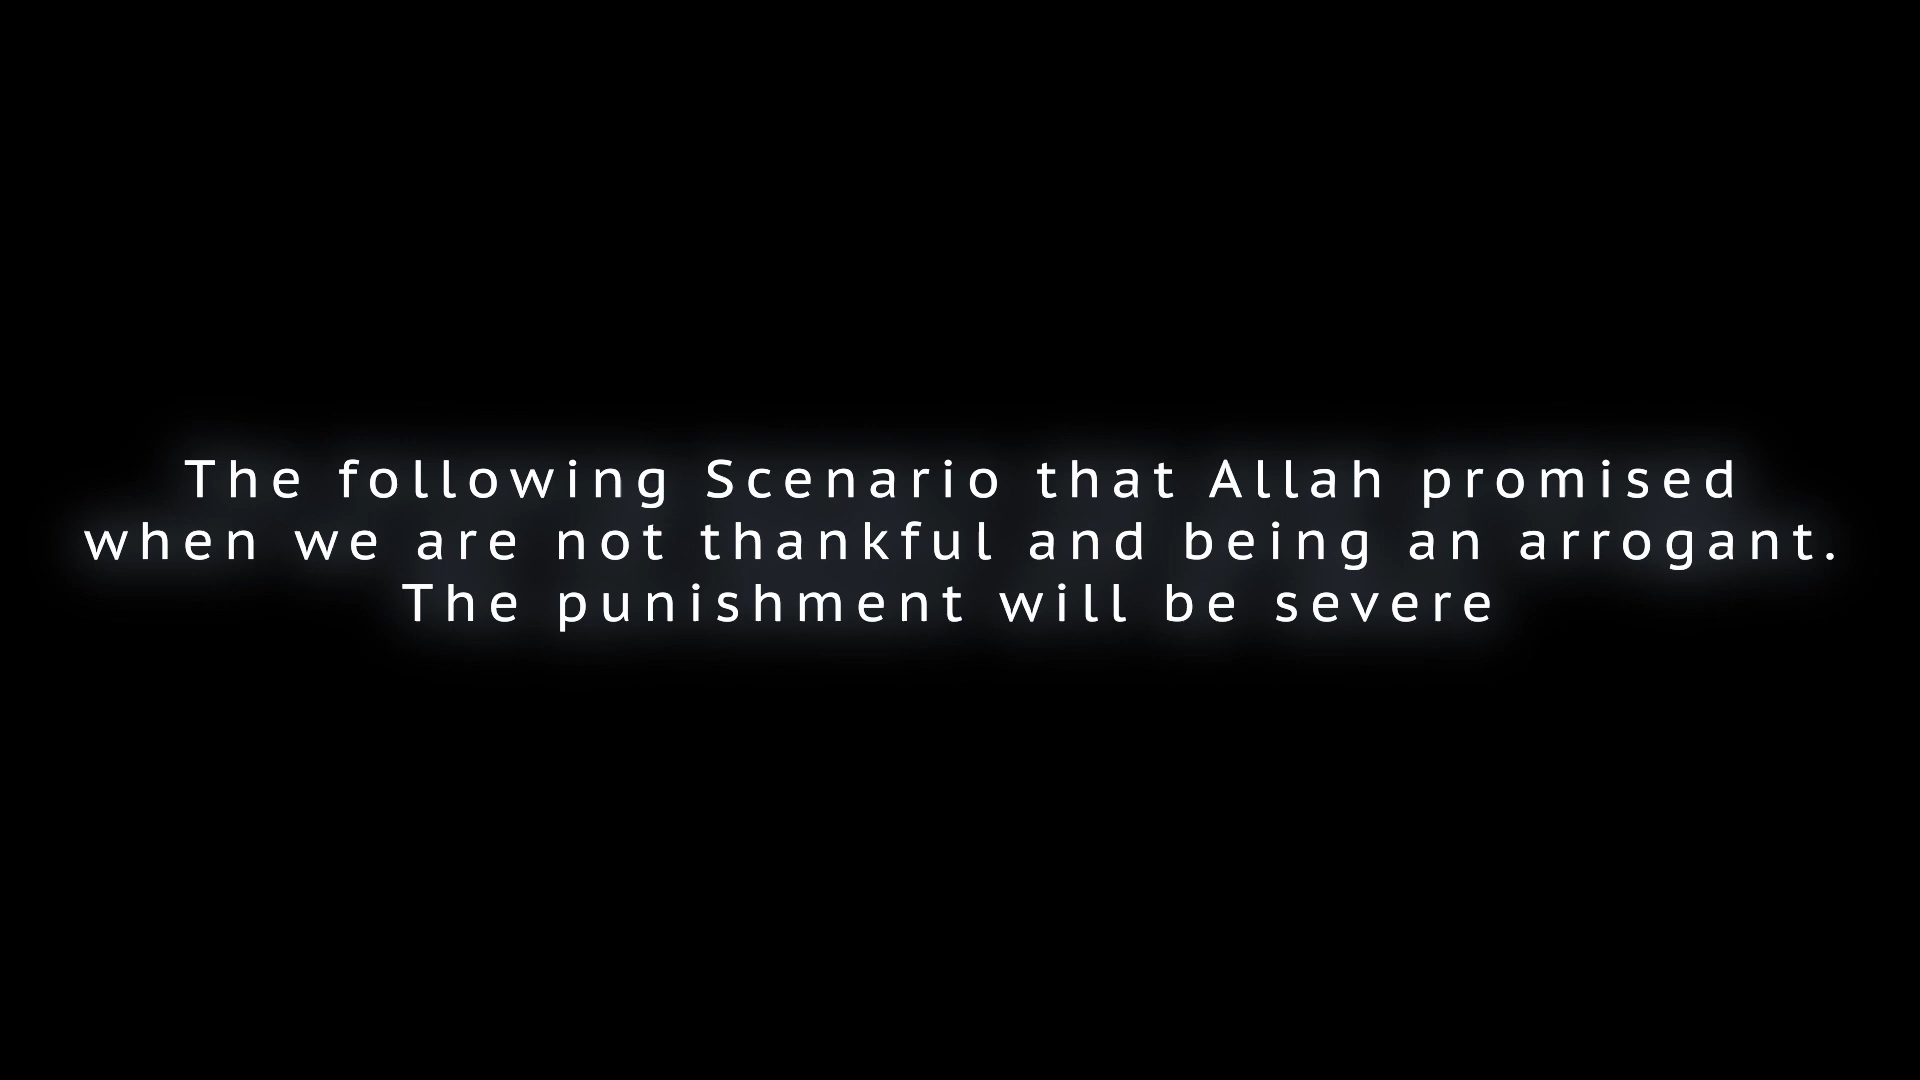 The following Scenario that Allah promised
when we are not thankful and being an arrogant.
The punishment will be severe